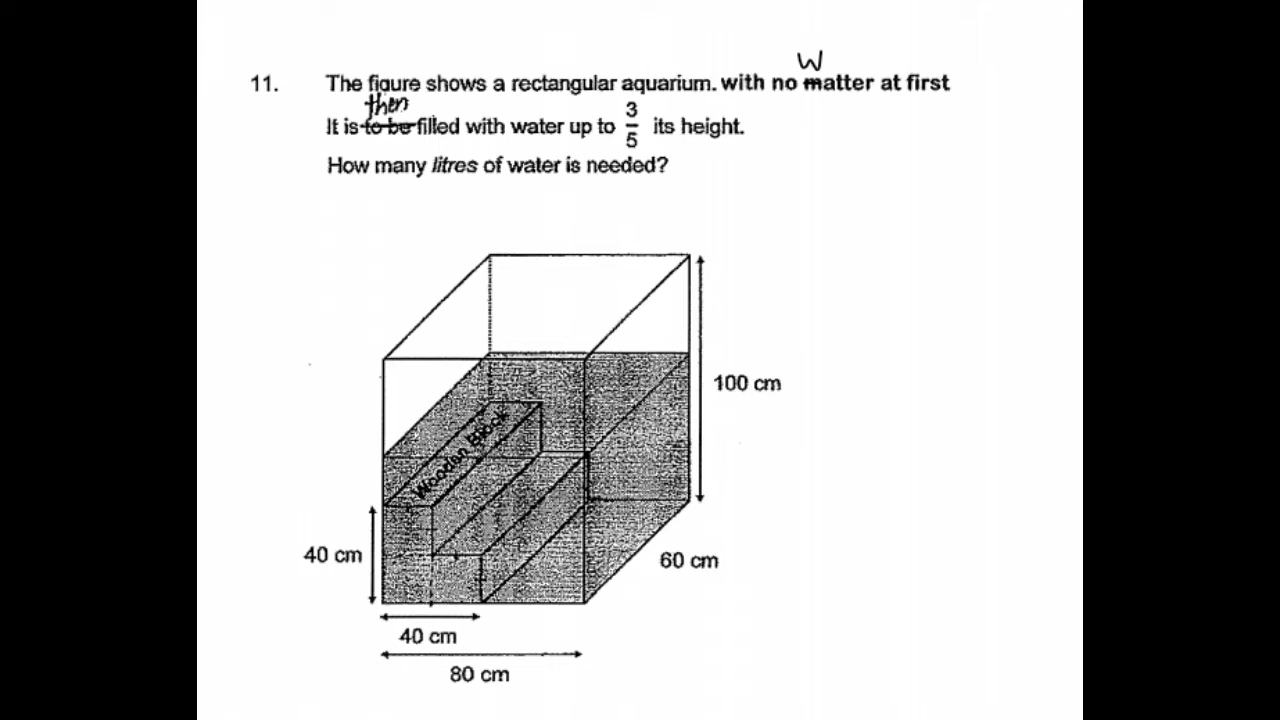 W
11. The figure shows a rectangular aquarium. with no matter at first
then
It is to be filled with water up to 3/5 its height.
How many litres of water is needed?
100 cm
Wooden Block
40 cm
60 cm
40 cm
80 cm